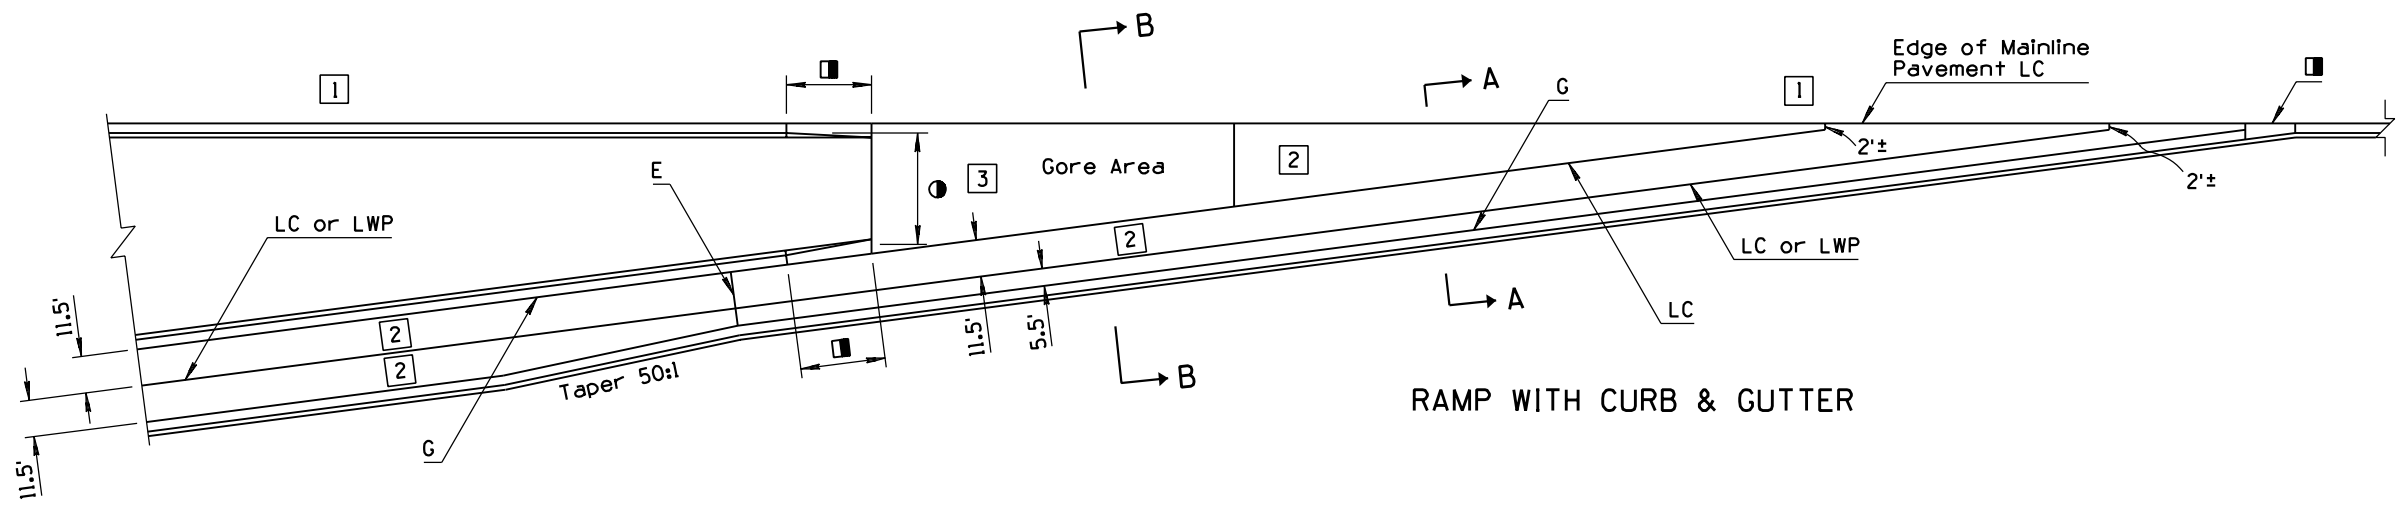 B
Edge of Mainline
Pavement LC
1
A
G
1
2'±
E
3
Gore Area
2
2'±
LC or LWP
2
LC or LWP
11.5'
2
A
LC
2
11.5'
5.5'
Taper 50:1
B
RAMP WITH CURB & GUTTER
G
11.5'